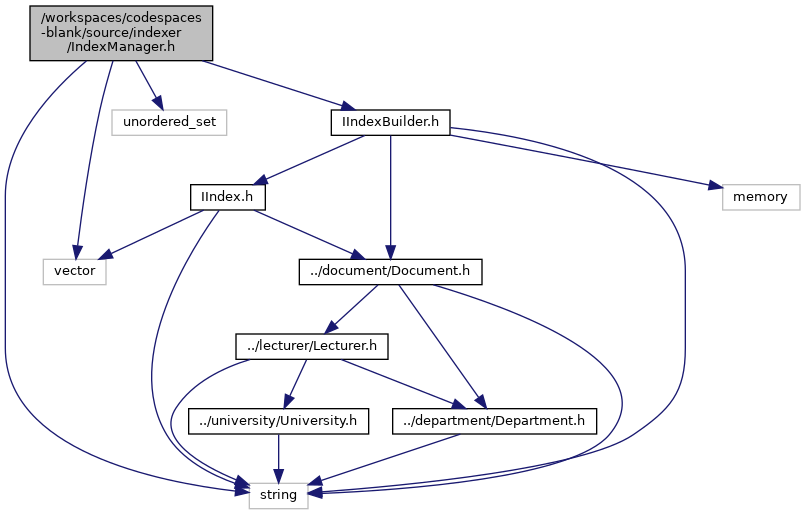 /workspaces/codespaces
-blank/source/indexer
/IndexManager.h
unordered_set
IIndexBuilder.h
IIndex.h
memory
vector
../document/Document.h
../lecturer/Lecturer.h
../university/University.h
../department/Department.h
string